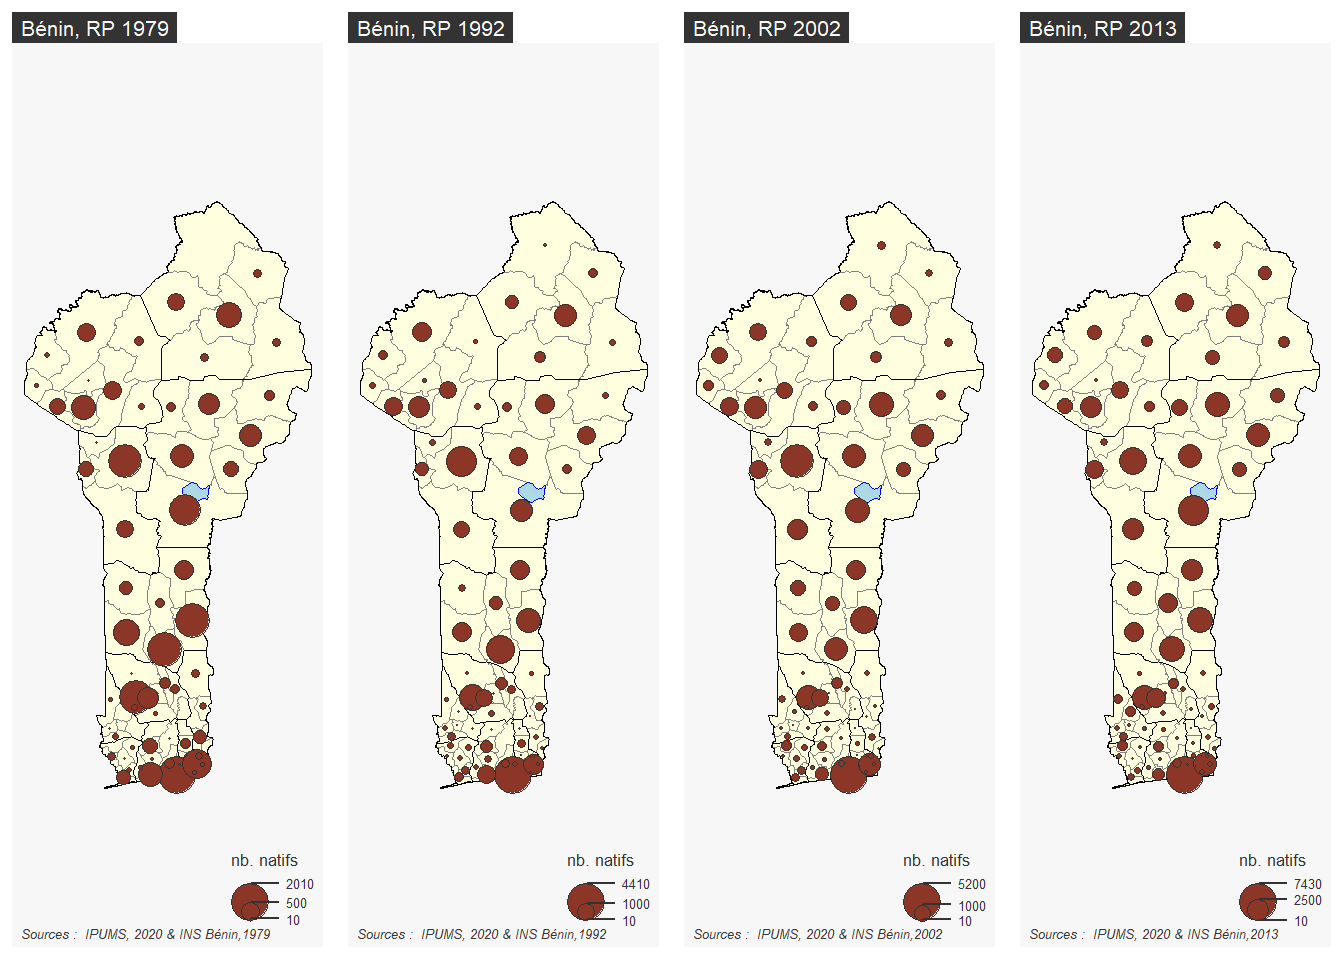 Bénin, RP 1979
nb. natifs
2010
500
10
Sources :  IPUMS, 2020 & INS Bénin,1979
Bénin, RP 1992
nb. natifs
4410
1000
10
Sources :  IPUMS, 2020 & INS Bénin,1992
Bénin, RP 2002
nb. natifs
5200
1000
10
Sources :  IPUMS, 2020 & INS Bénin,2002
Bénin, RP 2013
nb. natifs
7430
2500
10
Sources :  IPUMS, 2020 & INS Bénin,2013